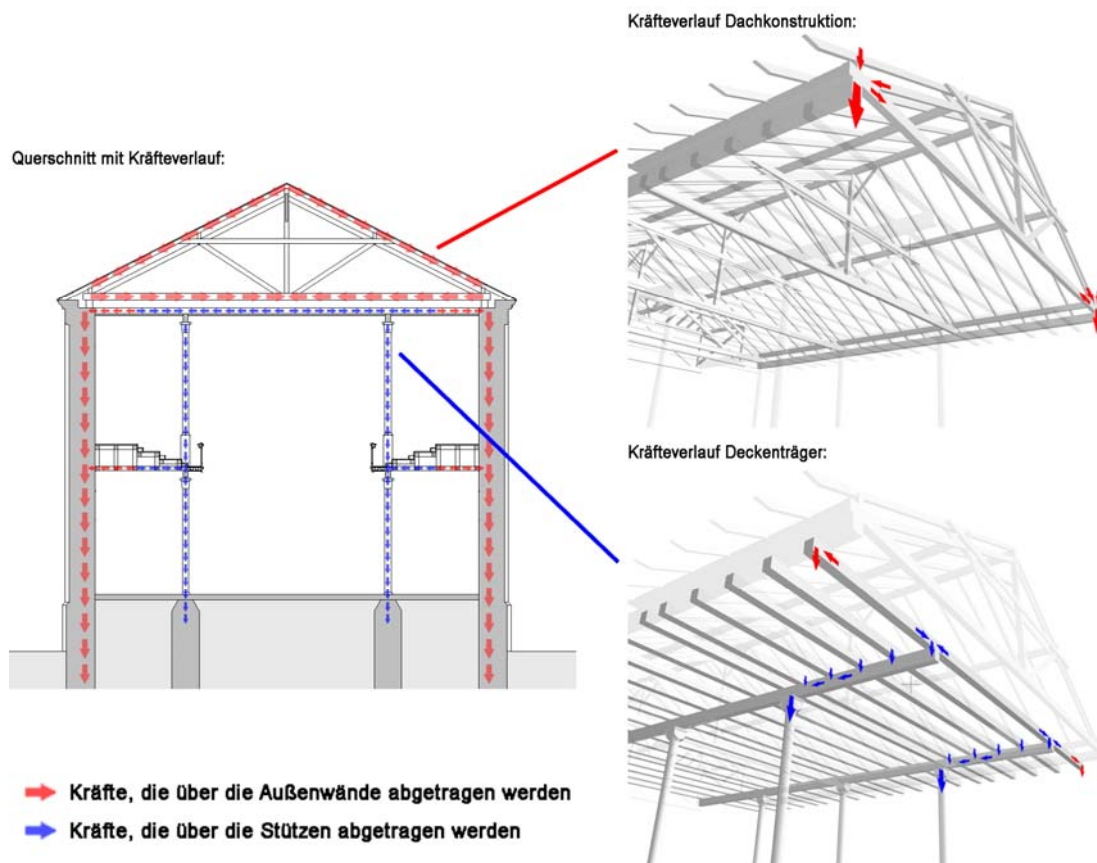 Kräfteverlauf Dachkonstruktion:
Querschnitt mit Kräfteverlauf:
Kräfteverlauf Deckenträger:
Kräfte, die über die Außenwände abgetragen werden
Kräfte, die über die Stützen abgetragen werden